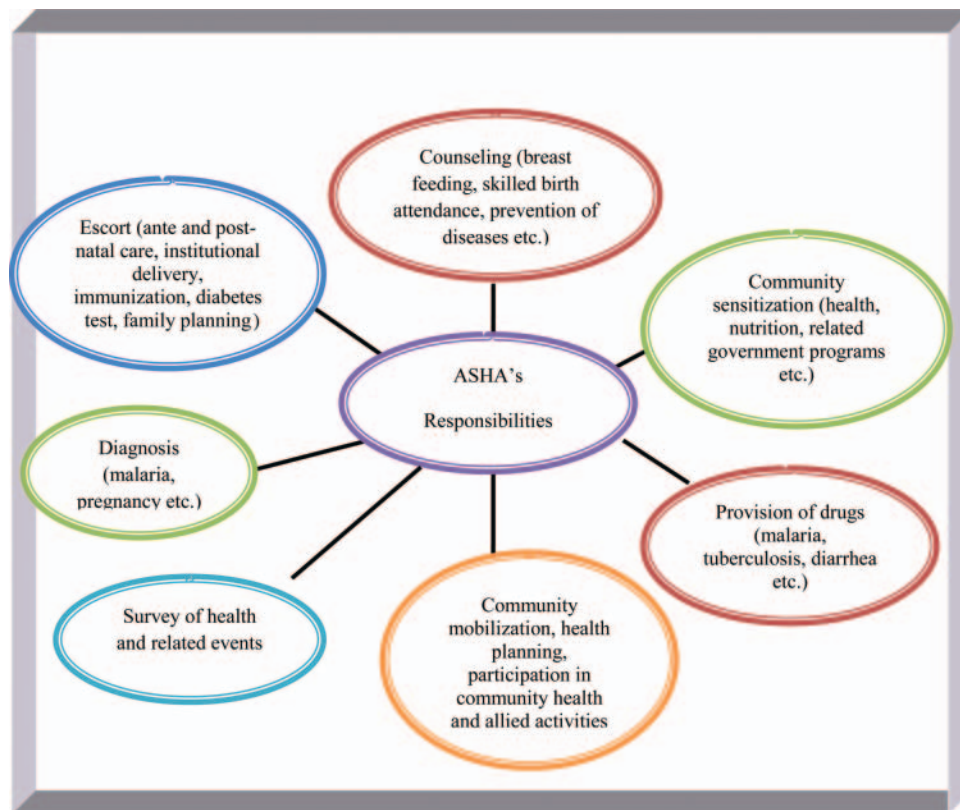 Counseling (breast
feeding, skilled birth
attendance, prevention of
diseases etc.)
Escort (ante and post-
natal care, institutional
delivery,
immunization, diabetes
test, family planning)
Community
sensitization (health,
nutrition, related
government programs
etc.)
ASHA's
Responsibilities
Diagnosis
(malaria,
pregnancy etc.)
Provision of drugs
(malaria,
tuberculosis, diarrhea
etc.)
Survey of health
and related events
Community
mobilization, health
planning,
participation in
community health
and allied activities